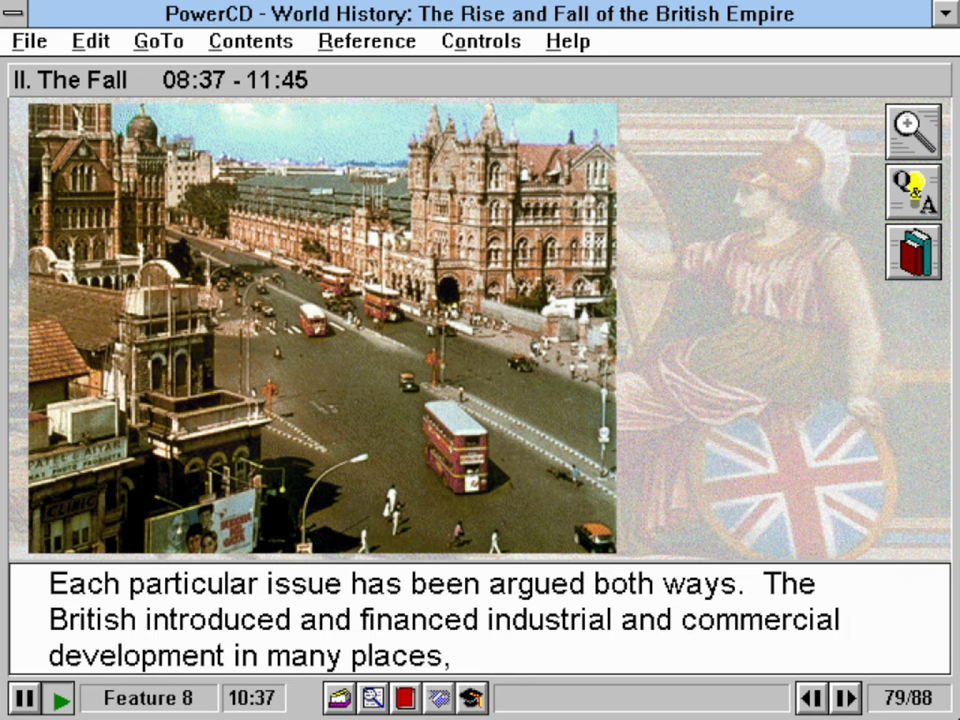 PowerCD - World History: The Rise and Fall of the British Empire
File Edit GoTo Contents Reference Controls Help
II. The Fall 08:37 - 11:45
Q&A
CLINIC
Each particular issue has been argued both ways. The
British introduced and financed industrial and commercial
development in many places,
Feature 8 10:37 79/88